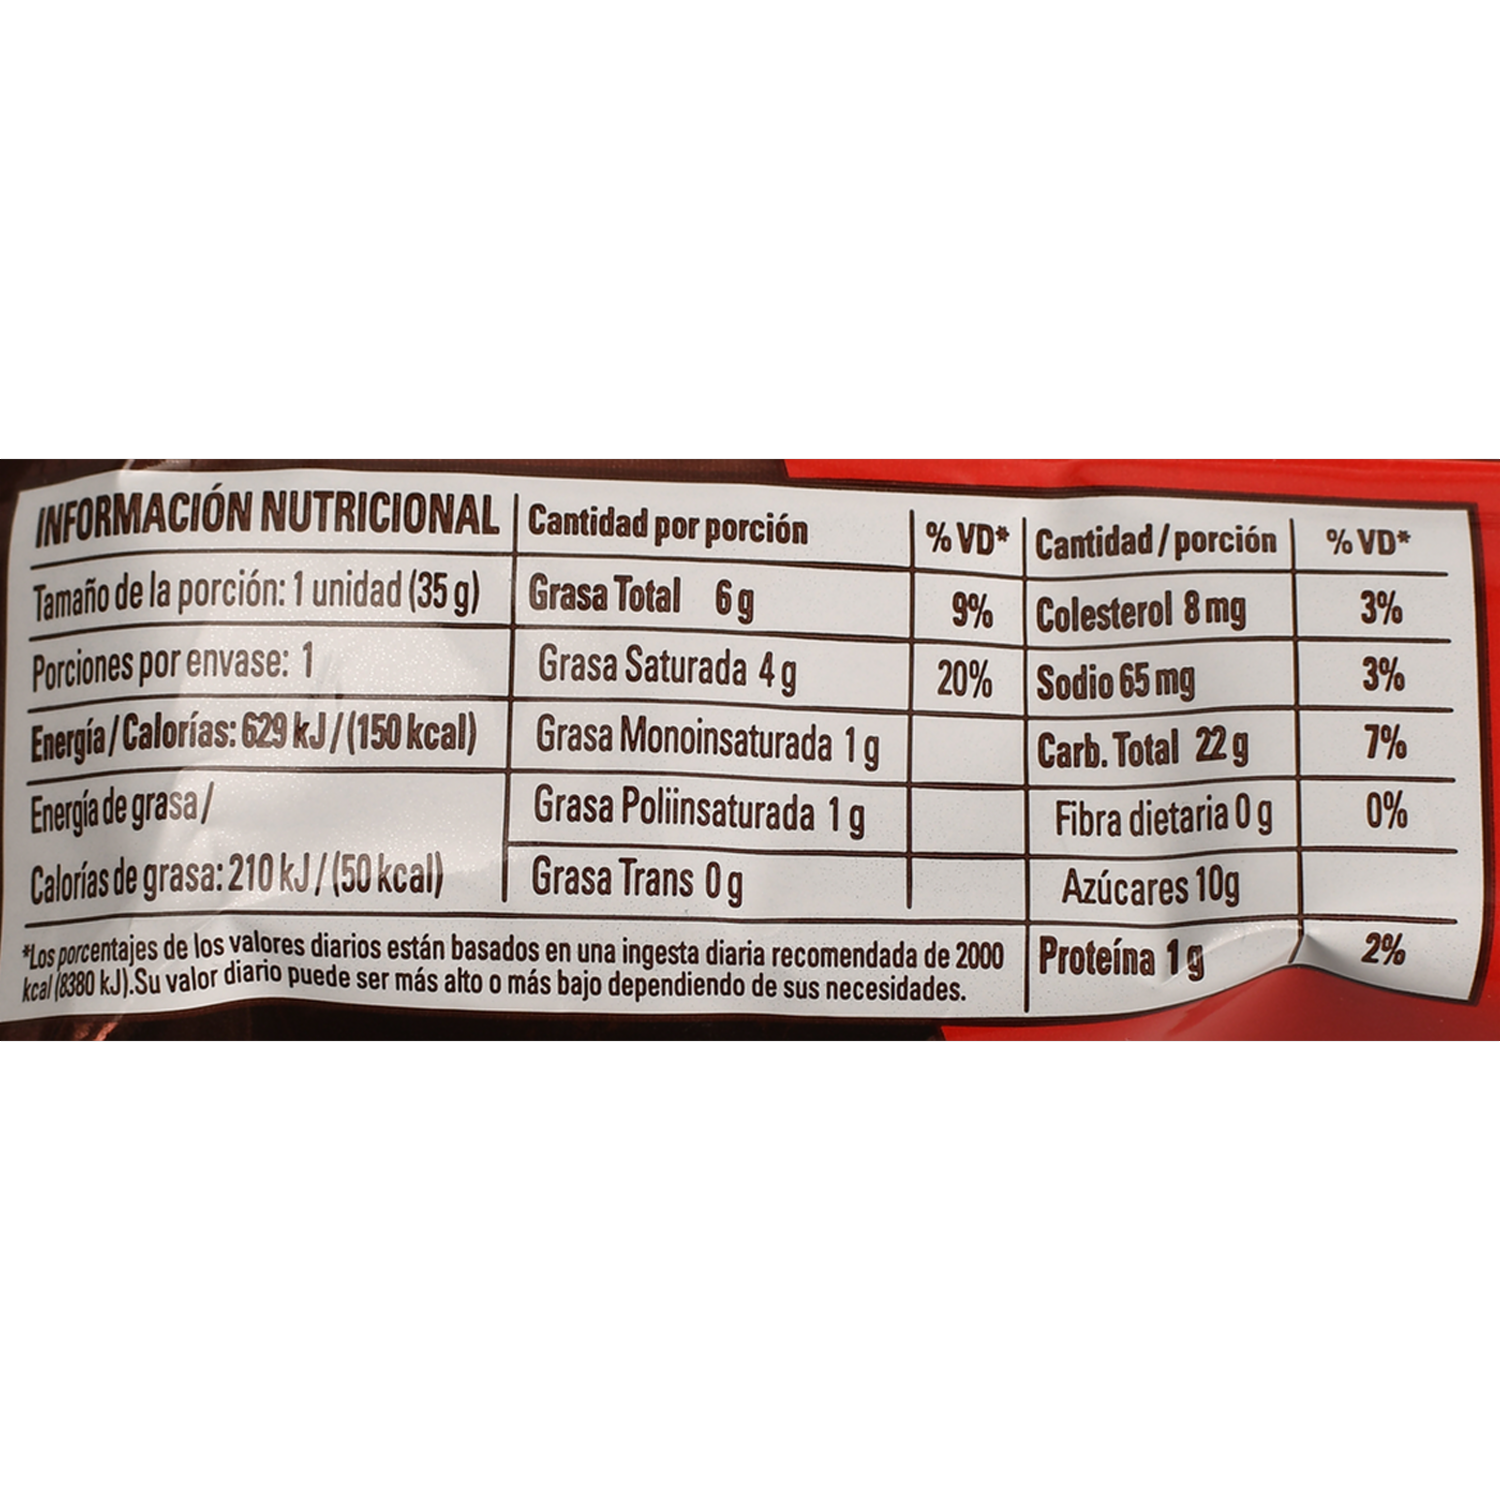 INFORMACIÓN NUTRICIONAL
Tamaño de la porción: 1 unidad (35 g)
Porciones por envase: 1
Energía/Calorías: 629 kJ/(150 kcal)
Energía de grasa/
Calorías de grasa: 210 kJ/(50 kcal)
Cantidad por porción % VD*
Grasa Total 6 g 9%
Grasa Saturada 4 g 20%
Grasa Monoinsaturada 1 g
Grasa Poliinsaturada 1 g
Grasa Trans 0 g
Cantidad/porción % VD*
Colesterol 8 mg 3%
Sodio 65 mg 3%
Carb. Total 22 g 7%
Fibra dietaria 0 g 0%
Azúcares 10g
Proteína 1 g 2%
*Los porcentajes de los valores diarios están basados en una ingesta diaria recomendada de 2000
kcal (8380 kJ).Su valor diario puede ser más alto o más bajo dependiendo de sus necesidades.